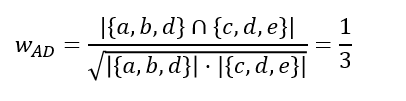 w_AD = |{a, b, d} ∩ {c, d, e}| / √(|{a, b, d}| · |{c, d, e}|) = 1/3